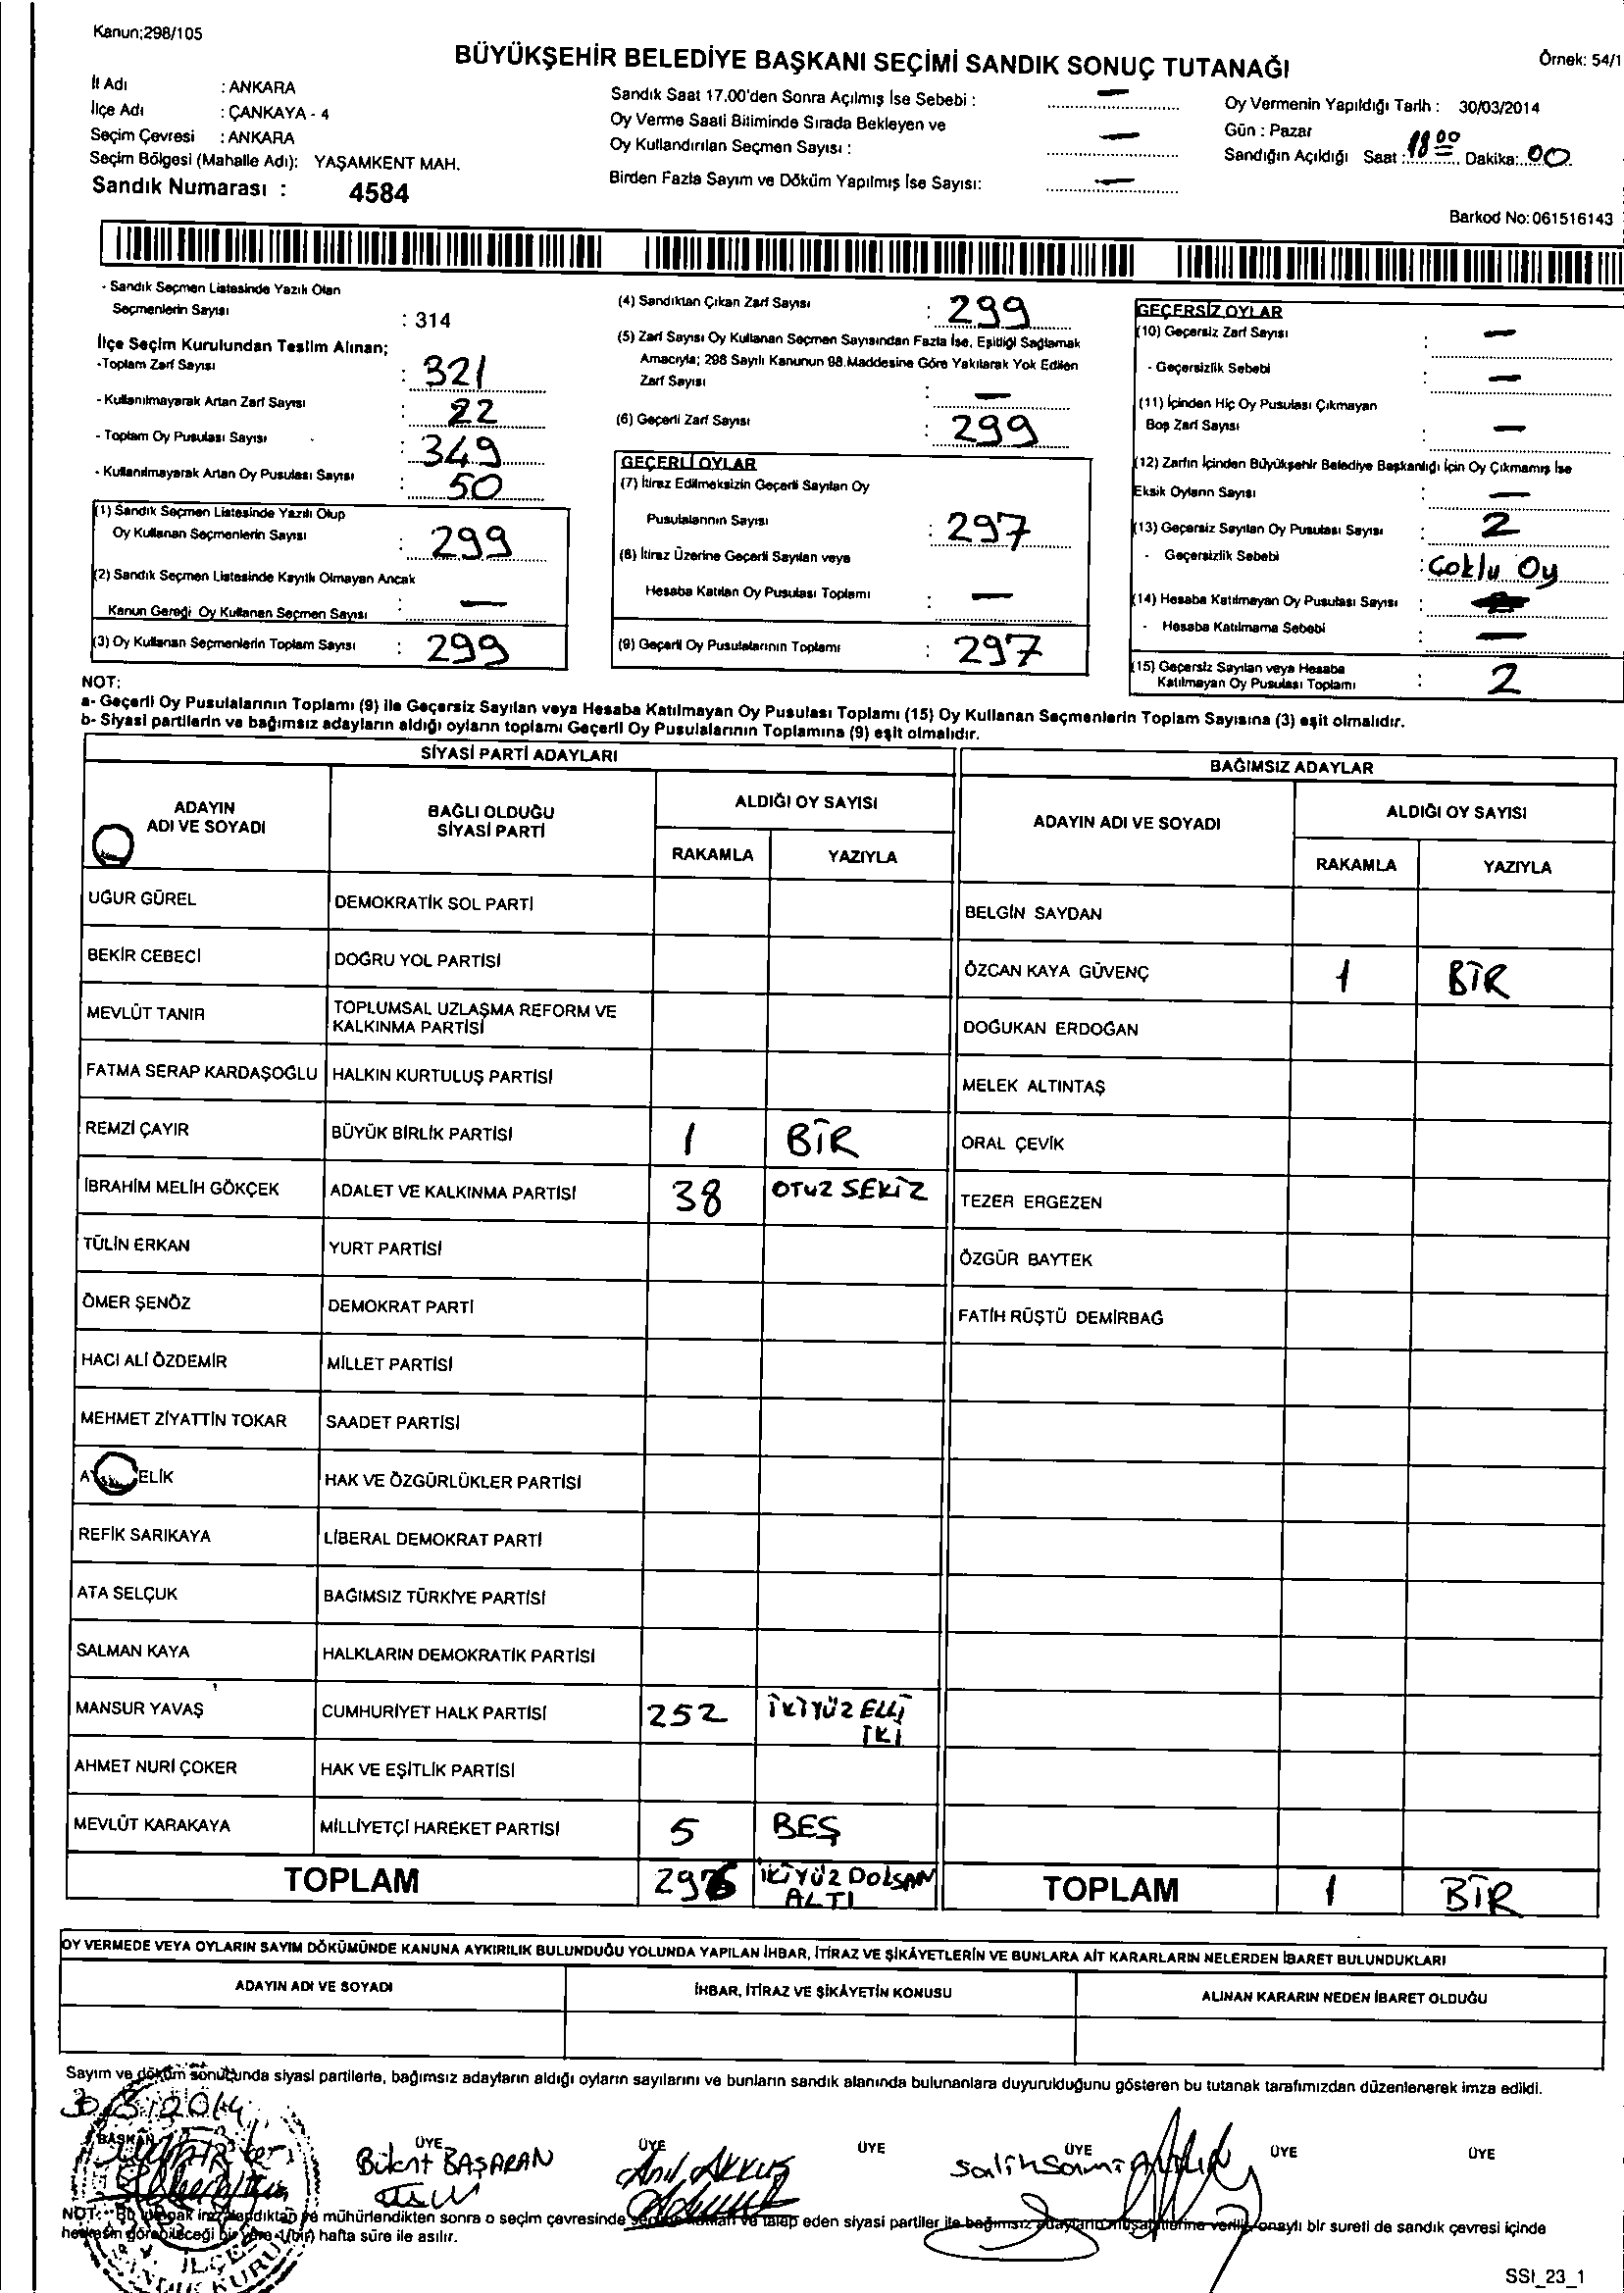 Kanun;298/105
BÜYÜKŞEHİR BELEDİYE BAŞKANI SEÇİMİ SANDIK SONUÇ TUTANAĞI
Örnek: 54/1
İl Adı : ANKARA
İlçe Adı : ÇANKAYA - 4
Seçim Çevresi : ANKARA
Seçim Bölgesi (Mahalle Adı): YAŞAMKENT MAH.
Sandık Numarası : 4584
Sandık Saat 17.00'den Sonra Açılmış İse Sebebi : —
Oy Verme Saati Bitiminde Sırada Bekleyen ve
Oy Kullandırılan Seçmen Sayısı : —
Birden Fazla Sayım ve Döküm Yapılmış İse Sayısı: —
Oy Vermenin Yapıldığı Tarih : 30/03/2014
Gün : Pazar
Sandığın Açıldığı Saat : 18 00 Dakika: 00
Barkod No: 061516143
- Sandık Seçmen Listesinde Yazılı Olan
Seçmenlerin Sayısı : 314
İlçe Seçim Kurulundan Teslim Alınan;
-Toplam Zarf Sayısı : 321
- Kullanılmayarak Artan Zarf Sayısı : 22
- Toplam Oy Pusulası Sayısı : 349
- Kullanılmayarak Artan Oy Pusulası Sayısı : 50
(1) Sandık Seçmen Listesinde Yazılı Olup
Oy Kullanan Seçmenlerin Sayısı : 299
(2) Sandık Seçmen Listesinde Kayıtlı Olmayan Ancak
Kanun Gereği Oy Kullanan Seçmen Sayısı : —
(3) Oy Kullanan Seçmenlerin Toplam Sayısı : 299
(4) Sandıktan Çıkan Zarf Sayısı : 299
(5) Zarf Sayısı Oy Kullanan Seçmen Sayısından Fazla İse, Eşitliği Sağlamak
Amacıyla; 298 Sayılı Kanunun 98.Maddesine Göre Yakılarak Yok Edilen
Zarf Sayısı : —
(6) Geçerli Zarf Sayısı : 299
GEÇERLİ OYLAR
(7) İtiraz Edilmeksizin Geçerli Sayılan Oy
Pusulalarının Sayısı : 297
(8) İtiraz Üzerine Geçerli Sayılan veya
Hesaba Katılan Oy Pusulası Toplamı : —
(9) Geçerli Oy Pusulalarının Toplamı : 297
GEÇERSİZ OYLAR
(10) Geçersiz Zarf Sayısı : —
- Geçersizlik Sebebi : —
(11) İçinden Hiç Oy Pusulası Çıkmayan
Boş Zarf Sayısı : —
(12) Zarfın İçinden Büyükşehir Belediye Başkanlığı İçin Oy Çıkmamış İse
Eksik Oyların Sayısı : —
(13) Geçersiz Sayılan Oy Pusulası Sayısı : 2
- Geçersizlik Sebebi : Çoklu Oy
(14) Hesaba Katılmayan Oy Pusulası Sayısı :
- Hesaba Katılmama Sebebi : —
(15) Geçersiz Sayılan veya Hesaba
Katılmayan Oy Pusulası Toplamı : 2
NOT:
a- Geçerli Oy Pusulalarının Toplamı (9) ile Geçersiz Sayılan veya Hesaba Katılmayan Oy Pusulası Toplamı (15) Oy Kullanan Seçmenlerin Toplam Sayısına (3) eşit olmalıdır.
b- Siyasi partilerin ve bağımsız adayların aldığı oyların toplamı Geçerli Oy Pusulalarının Toplamına (9) eşit olmalıdır.
SİYASİ PARTİ ADAYLARI
ADAYIN
ADI VE SOYADI
BAĞLI OLDUĞU
SİYASİ PARTİ
ALDIĞI OY SAYISI
RAKAMLA YAZIYLA
UĞUR GÜREL DEMOKRATİK SOL PARTİ
BEKİR CEBECİ DOĞRU YOL PARTİSİ
MEVLÜT TANIR TOPLUMSAL UZLAŞMA REFORM VE
KALKINMA PARTİSİ
FATMA SERAP KARDAŞOĞLU HALKIN KURTULUŞ PARTİSİ
REMZİ ÇAYIR BÜYÜK BİRLİK PARTİSİ 1 BİR
İBRAHİM MELİH GÖKÇEK ADALET VE KALKINMA PARTİSİ 38 OTUZ SEKİZ
TÜLİN ERKAN YURT PARTİSİ
ÖMER ŞENÖZ DEMOKRAT PARTİ
HACI ALİ ÖZDEMİR MİLLET PARTİSİ
MEHMET ZİYATTİN TOKAR SAADET PARTİSİ
HAK VE ÖZGÜRLÜKLER PARTİSİ
REFİK SARIKAYA LİBERAL DEMOKRAT PARTİ
ATA SELÇUK BAĞIMSIZ TÜRKİYE PARTİSİ
SALMAN KAYA HALKLARIN DEMOKRATİK PARTİSİ
MANSUR YAVAŞ CUMHURİYET HALK PARTİSİ 252 İKİYÜZ ELLİ
İKİ
AHMET NURİ ÇOKER HAK VE EŞİTLİK PARTİSİ
MEVLÜT KARAKAYA MİLLİYETÇİ HAREKET PARTİSİ 5 BEŞ
TOPLAM 296 İKİYÜZ DOKSAN
ALTI
BAĞIMSIZ ADAYLAR
ADAYIN ADI VE SOYADI
ALDIĞI OY SAYISI
RAKAMLA YAZIYLA
BELGİN SAYDAN
ÖZCAN KAYA GÜVENÇ 1 BİR
DOĞUKAN ERDOĞAN
MELEK ALTINTAŞ
ORAL ÇEVİK
TEZER ERGEZEN
ÖZGÜR BAYTEK
FATİH RÜŞTÜ DEMİRBAĞ
TOPLAM 1 BİR
OY VERMEDE VEYA OYLARIN SAYIM DÖKÜMÜNDE KANUNA AYKIRILIK BULUNDUĞU YOLUNDA YAPILAN İHBAR, İTİRAZ VE ŞİKÂYETLERİN VE BUNLARA AİT KARARLARIN NELERDEN İBARET BULUNDUKLARI
ADAYIN ADI VE SOYADI
İHBAR, İTİRAZ VE ŞİKÂYETİN KONUSU
ALINAN KARARIN NEDEN İBARET OLDUĞU
Sayım ve döküm sonucunda siyasi partilerle, bağımsız adayların aldığı oyların sayılarını ve bunların sandık alanında bulunanlara duyurulduğunu gösteren bu tutanak tarafımızdan düzenlenerek imza edildi.
30/3/2014
BAŞKAN ÜYE ÜYE ÜYE ÜYE ÜYE ÜYE
Bülent BAŞARAN
Anıl AKKUŞ
Salih Sami
NOT: mühürlendikten sonra o seçim çevresinde talep eden siyasi partiler ile bağımsız onaylı bir sureti de sandık çevresi içinde
hafta süre ile asılır.
İLÇE
SANDIK KURULU
SSI_23_1